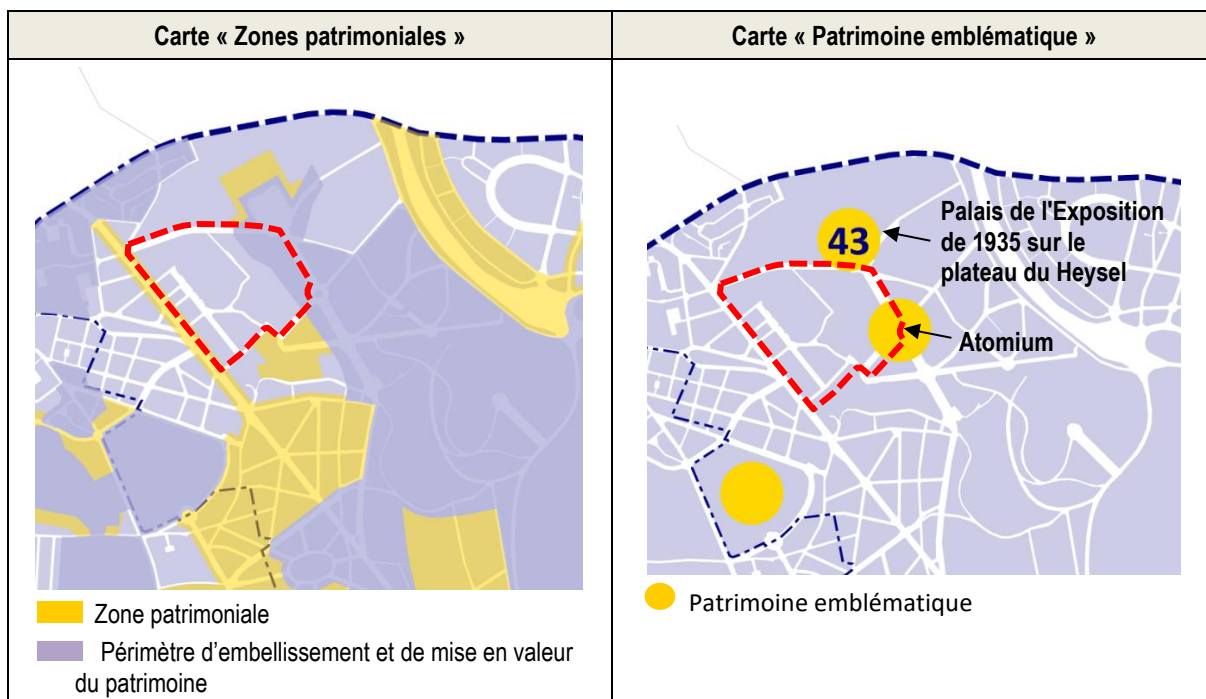 Carte « Zones patrimoniales »
Carte « Patrimoine emblématique »
Zone patrimoniale
Périmètre d’embellissement et de mise en valeur
du patrimoine
43
Palais de l'Exposition
de 1935 sur le
plateau du Heysel
Atomium
Patrimoine emblématique